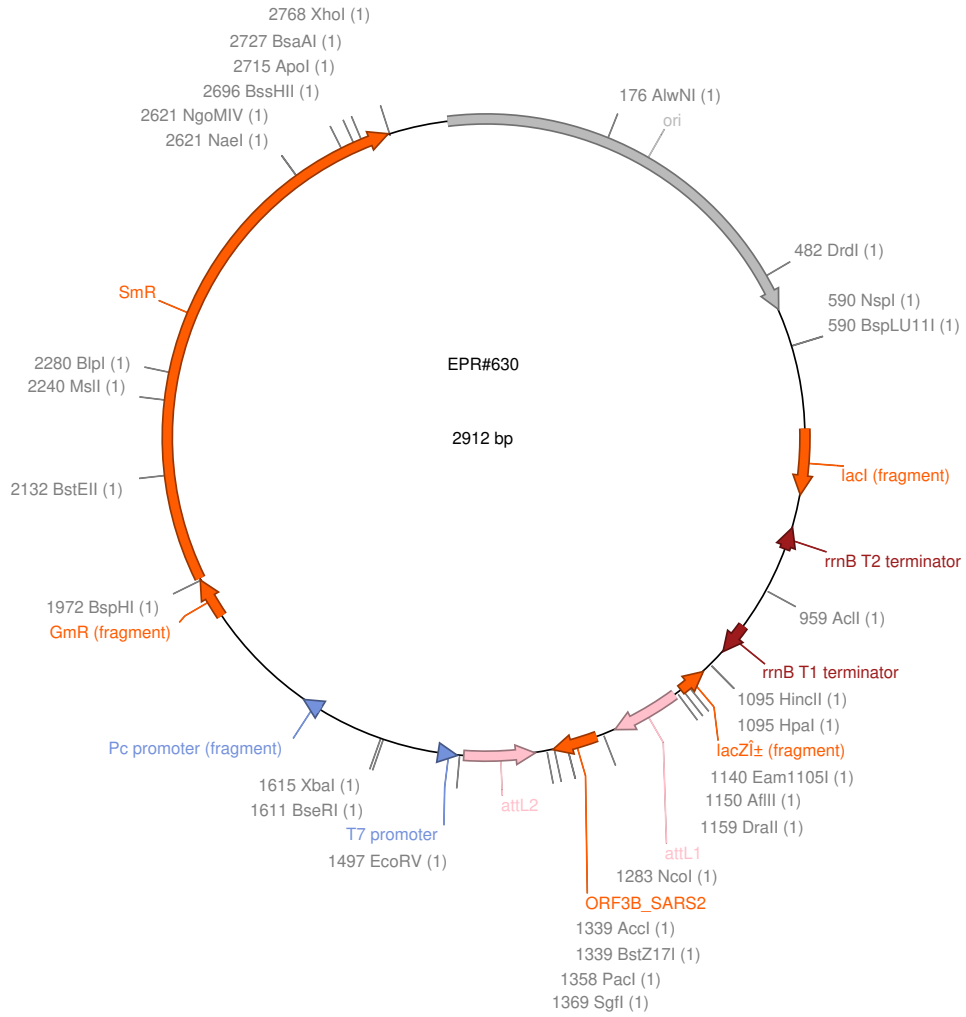 2768 XhoI (1)
2727 BsaAI (1)
2715 ApoI (1)
2696 BssHII (1)
2621 NgoMIV (1)
2621 NaeI (1)
176 AlwNI (1)
ori
482 DrdI (1)
590 NspI (1)
590 BspLU11I (1)
SmR
2280 BlpI (1)
2240 MslI (1)
2132 BstEII (1)
EPR#630
2912 bp
lacI (fragment)
rrnB T2 terminator
959 AclI (1)
rrnB T1 terminator
1095 HincII (1)
1095 HpaI (1)
lacZÎ± (fragment)
1140 Eam1105I (1)
1150 AflII (1)
1159 DraII (1)
attL1
1283 NcoI (1)
ORF3B_SARS2
1339 AccI (1)
1339 BstZ17I (1)
1358 PacI (1)
1369 SgfI (1)
attL2
T7 promoter
1497 EcoRV (1)
1615 XbaI (1)
1611 BseRI (1)
Pc promoter (fragment)
1972 BspHI (1)
GmR (fragment)